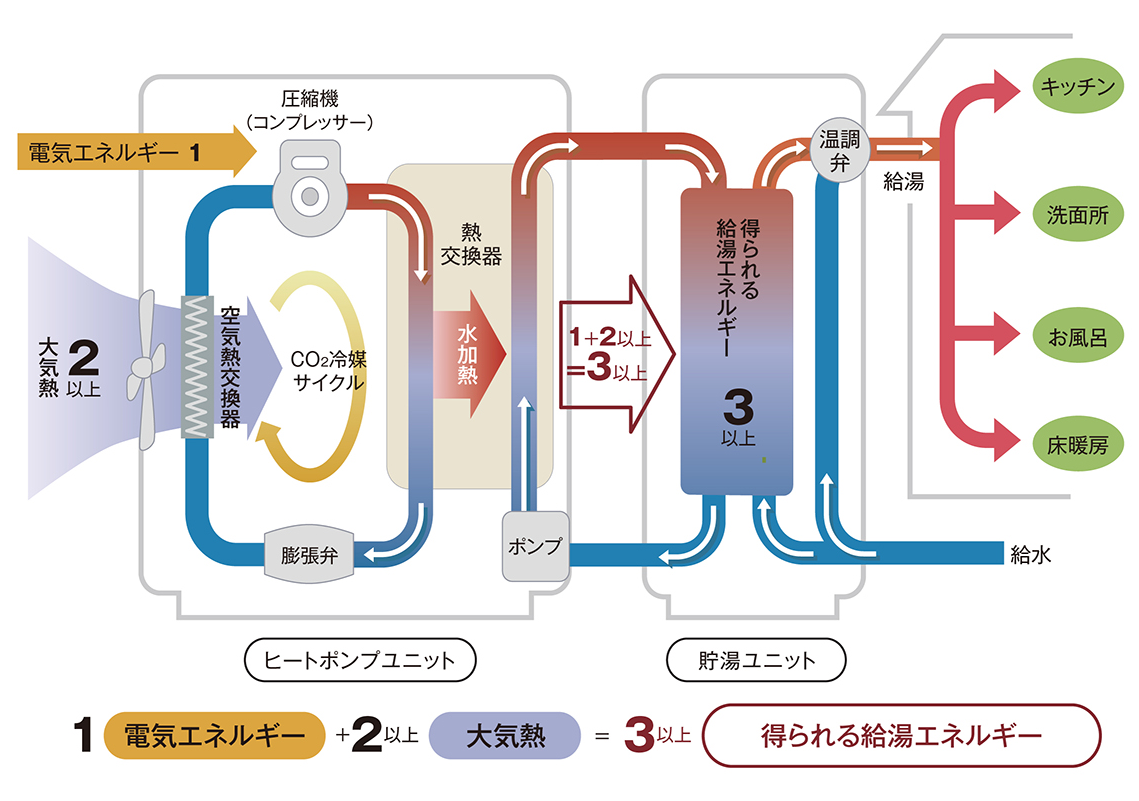 圧縮機
（コンプレッサー）
電気エネルギー 1
熱
交換器
大気熱
2
以上
空気熱交換器
CO₂冷媒
サイクル
水加熱
膨張弁
ポンプ
1+2以上
=3以上
得られる
給湯エネルギー
3
以上
温調
弁
給湯
キッチン
洗面所
お風呂
床暖房
給水
ヒートポンプユニット
貯湯ユニット
1 電気エネルギー +2以上 大気熱 = 3以上 得られる給湯エネルギー